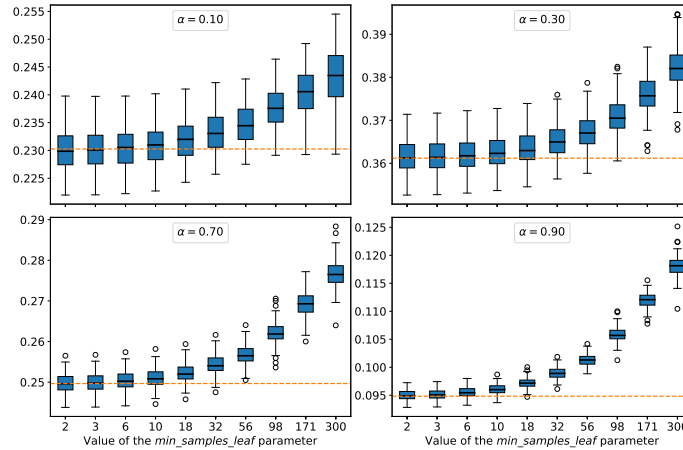 α = 0.10
0.255
0.250
0.245
0.240
0.235
0.230
0.225
α = 0.30
0.39
0.38
0.37
0.36
α = 0.70
0.29
0.28
0.27
0.26
0.25
2 3 6 10 18 32 56 98 171 300
Value of the min_samples_leaf parameter
α = 0.90
0.125
0.120
0.115
0.110
0.105
0.100
0.095
2 3 6 10 18 32 56 98 171 300
Value of the min_samples_leaf parameter